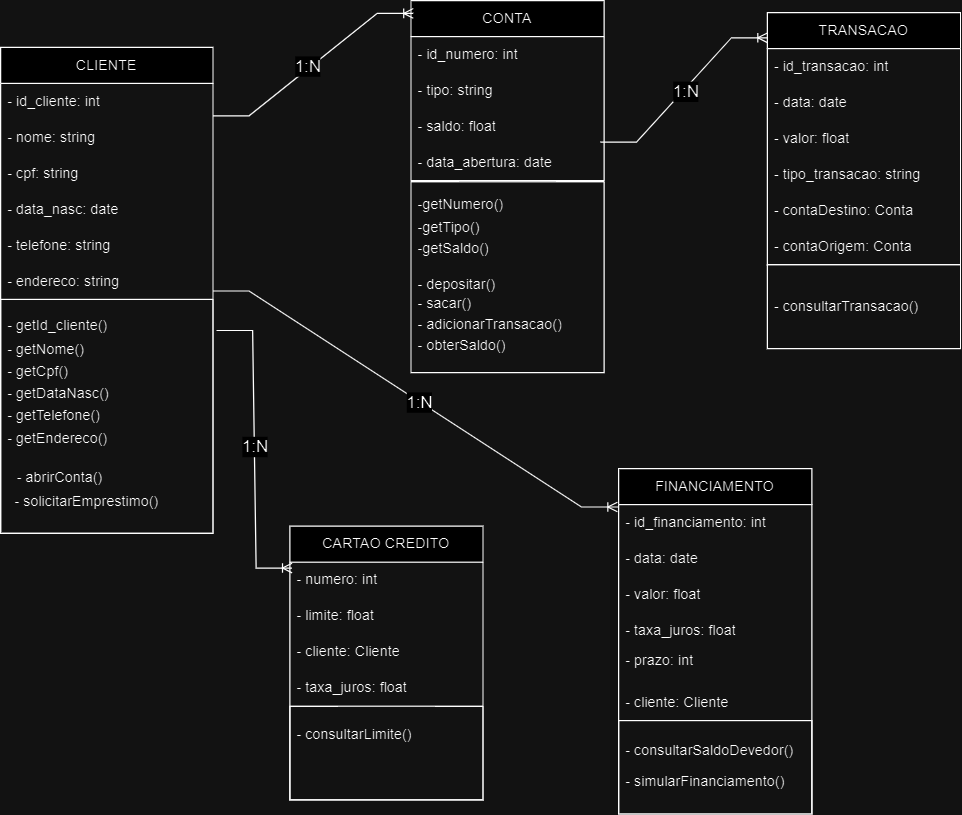 CLIENTE
- id_cliente: int
- nome: string
- cpf: string
- data_nasc: date
- telefone: string
- endereco: string
- getId_cliente()
- getNome()
- getCpf()
- getDataNasc()
- getTelefone()
- getEndereco()
- abrirConta()
- solicitarEmprestimo()
1:N
CONTA
- id_numero: int
- tipo: string
- saldo: float
- data_abertura: date
-getNumero()
-getTipo()
-getSaldo()
- depositar()
- sacar()
- adicionarTransacao()
- obterSaldo()
1:N
TRANSACAO
- id_transacao: int
- data: date
- valor: float
- tipo_transacao: string
- contaDestino: Conta
- contaOrigem: Conta
- consultarTransacao()
1:N
1:N
CARTAO CREDITO
- numero: int
- limite: float
- cliente: Cliente
- taxa_juros: float
- consultarLimite()
FINANCIAMENTO
- id_financiamento: int
- data: date
- valor: float
- taxa_juros: float
- prazo: int
- cliente: Cliente
- consultarSaldoDevedor()
- simularFinanciamento()